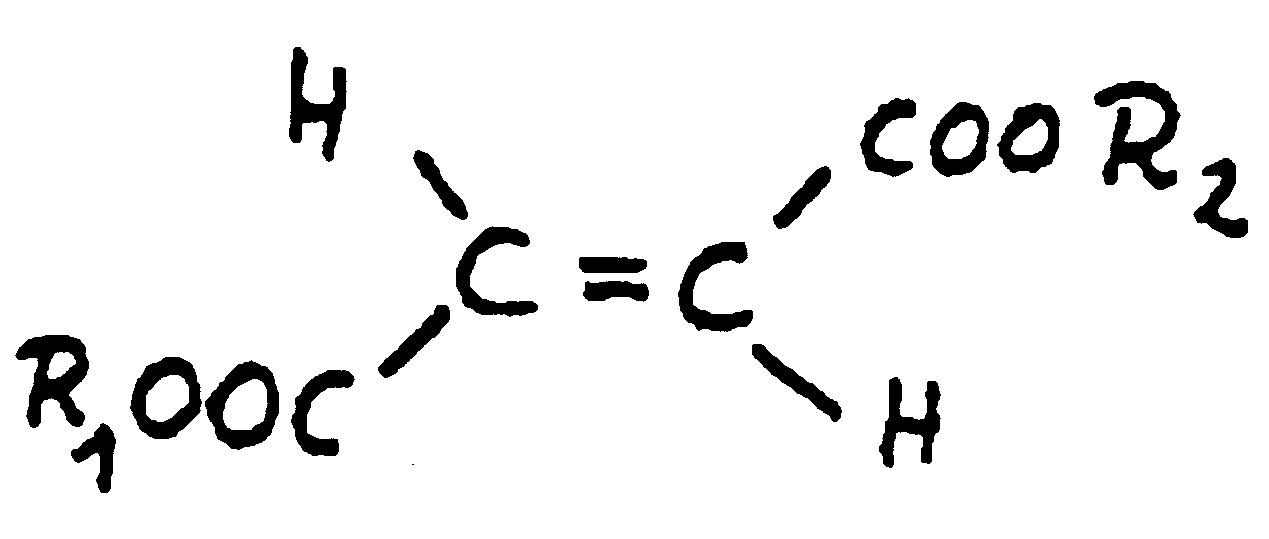 H COOR₂
C = C
R₁OOC H